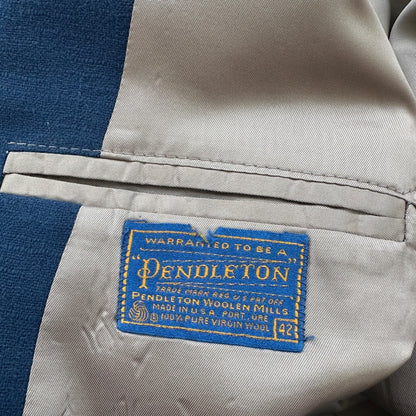 WARRANTED TO BE A
"PENDLETON
TRADE MARK REG. U.S. PAT. OFF.
PENDLETON WOOLEN MILLS
MADE IN U.S.A. PORT., ORE.
100% PURE VIRGIN WOOL 42